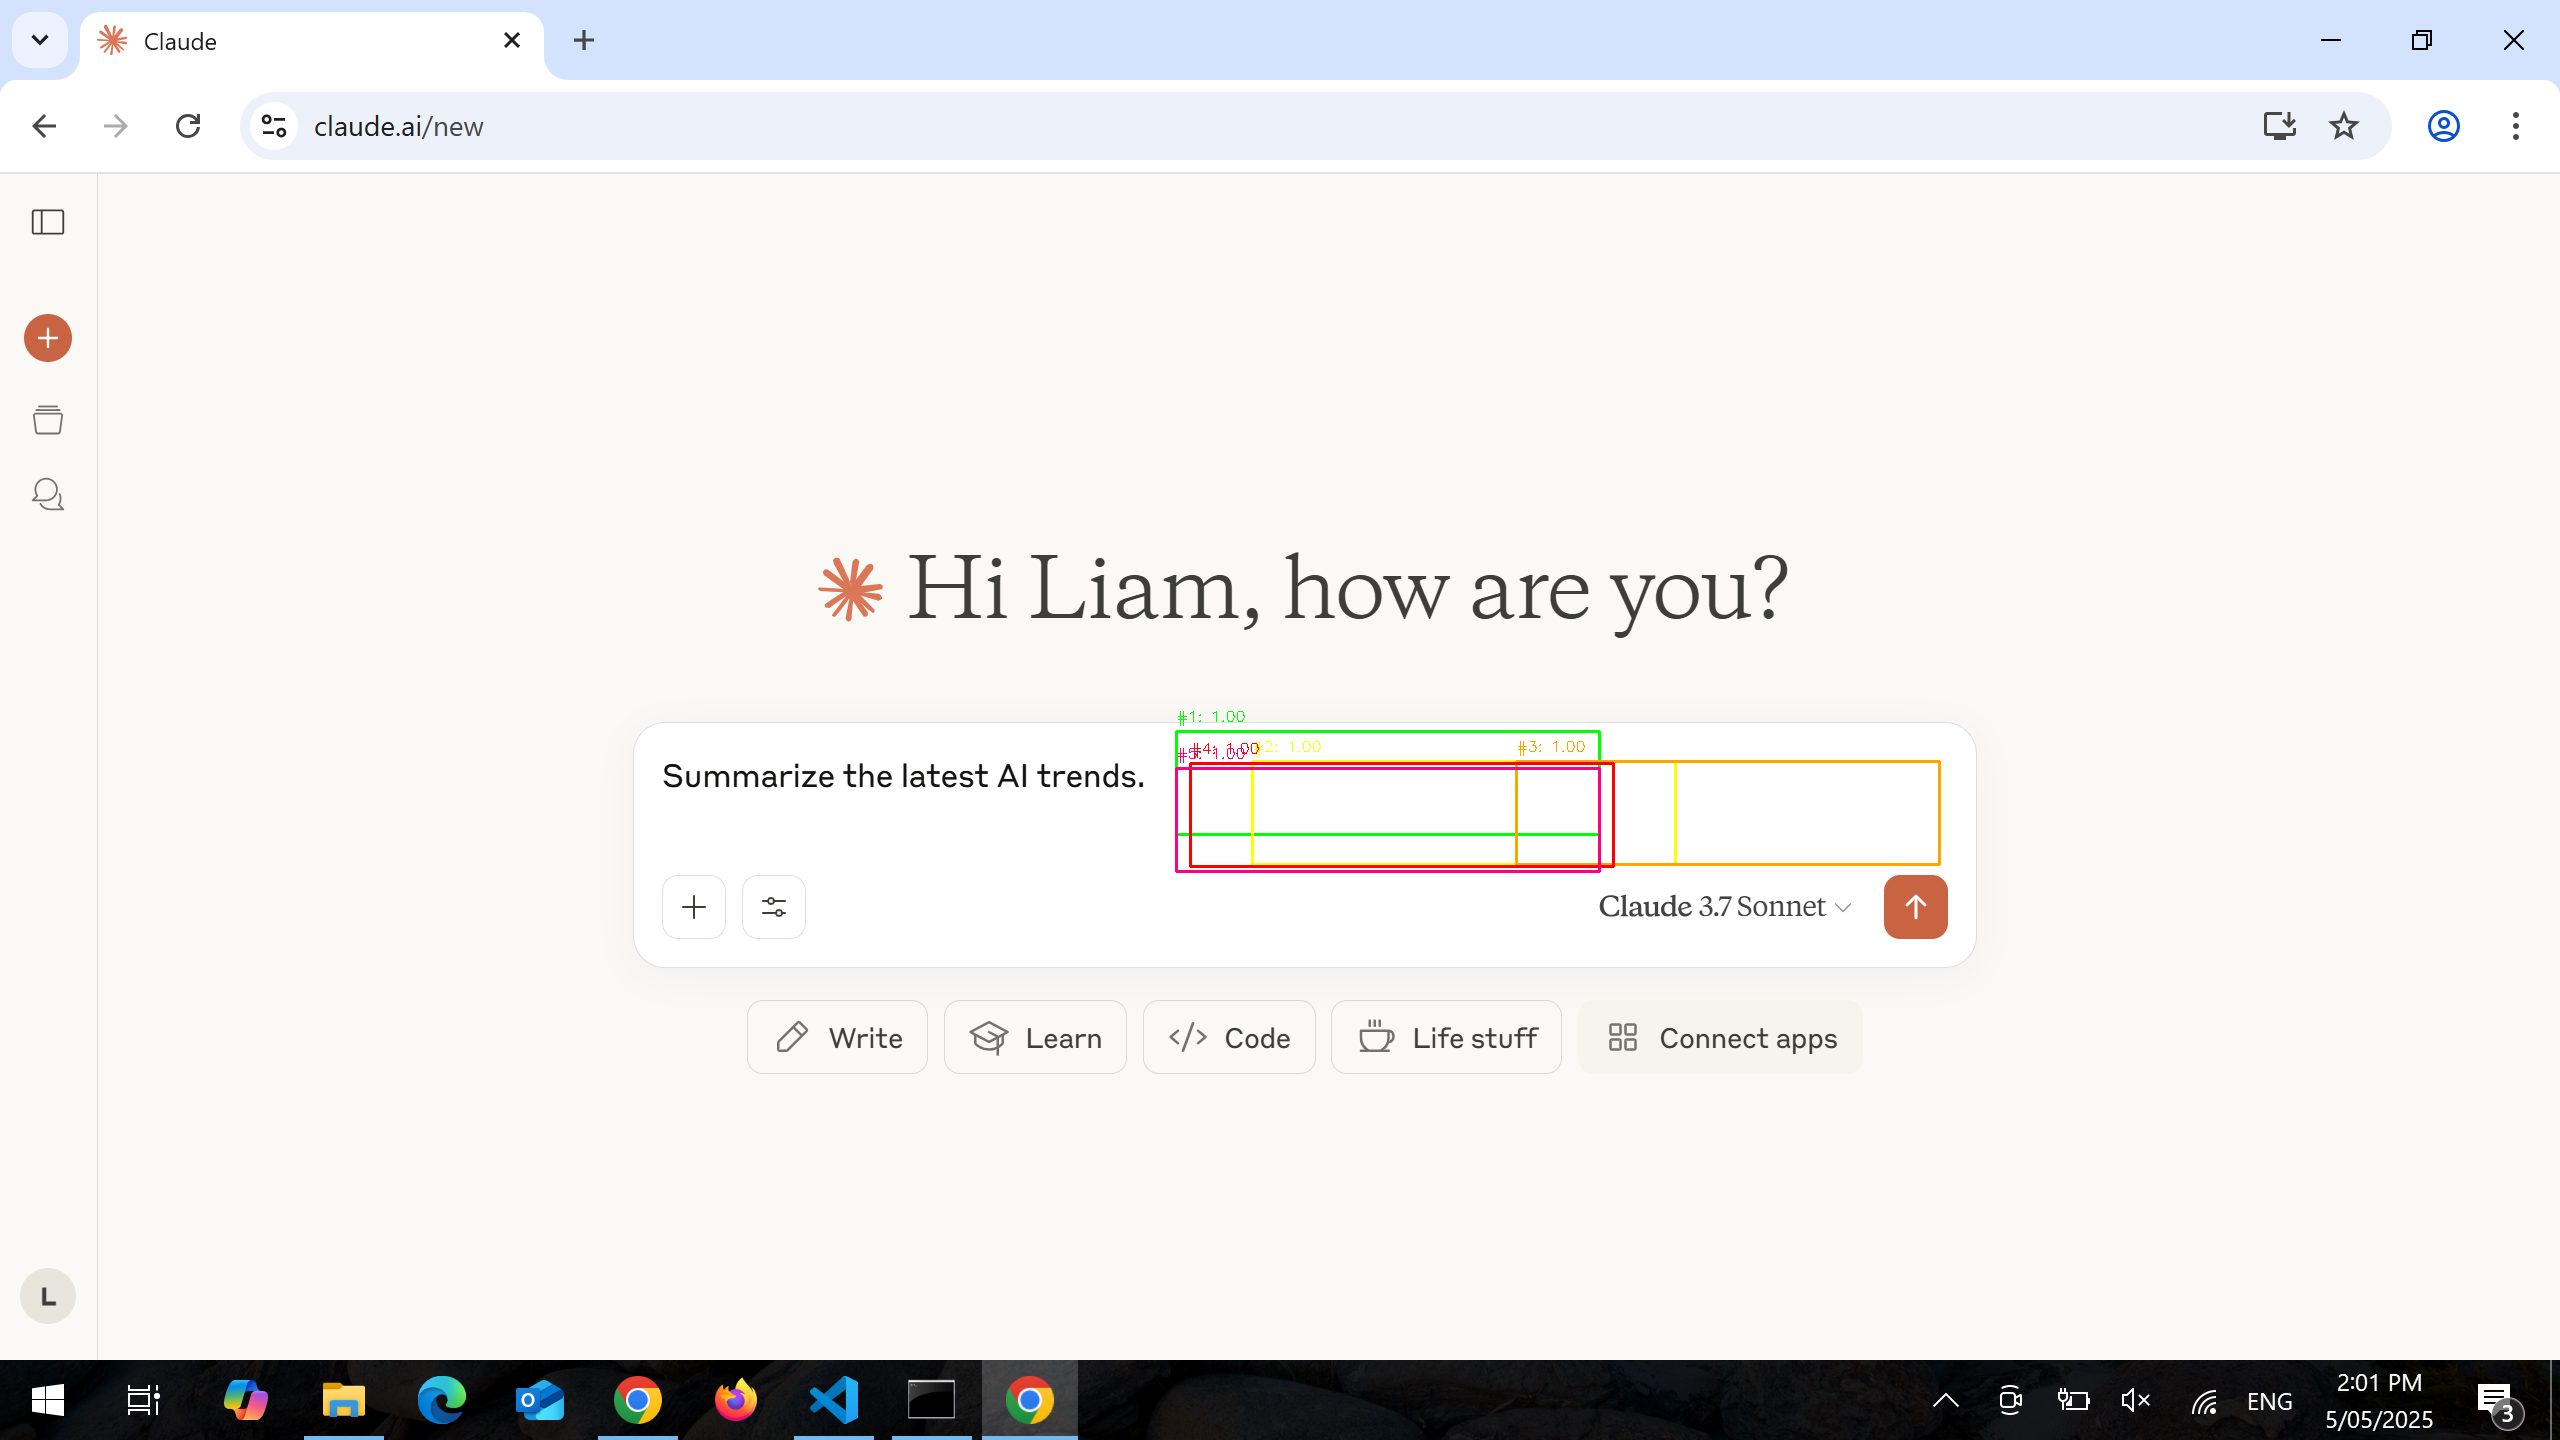 Claude
claude.ai/new
Hi Liam, how are you?
#1: 1.00
#4: 1.00
#2: 1.00
#3: 1.00
#5: 1.00
Summarize the latest AI trends.
Claude 3.7 Sonnet
Write
Learn
Code
Life stuff
Connect apps
L
ENG
2:01 PM
5/05/2025
3